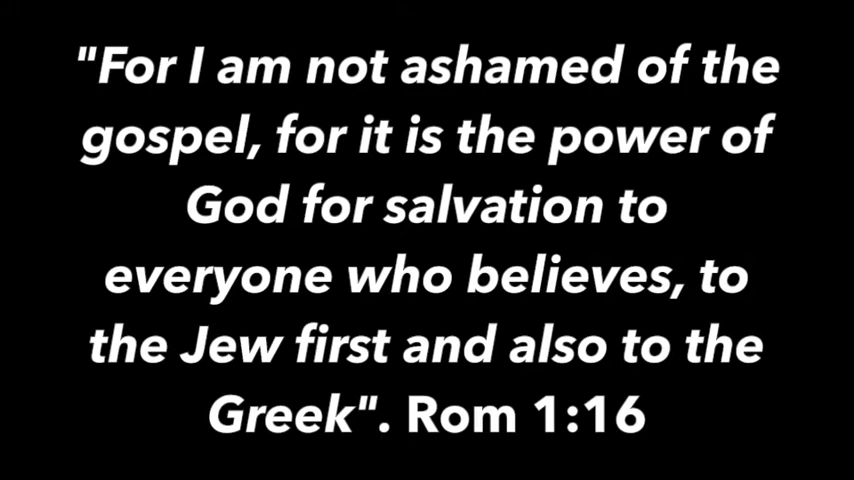 "For I am not ashamed of the
gospel, for it is the power of
God for salvation to
everyone who believes, to
the Jew first and also to the
Greek". Rom 1:16